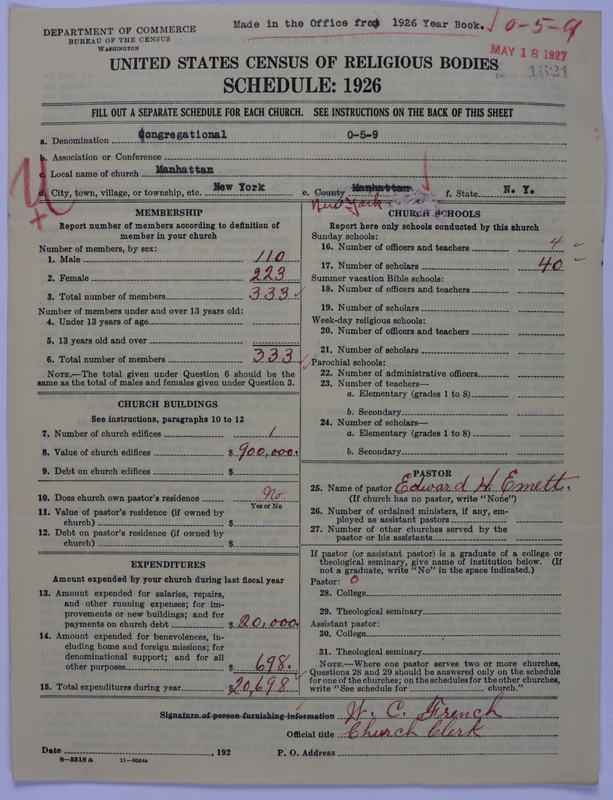 Made in the Office from 1926 Year Book. 0-5-9
DEPARTMENT OF COMMERCE
BUREAU OF THE CENSUS
WASHINGTON
MAY 18 1927
1621
UNITED STATES CENSUS OF RELIGIOUS BODIES
SCHEDULE: 1926
FILL OUT A SEPARATE SCHEDULE FOR EACH CHURCH. SEE INSTRUCTIONS ON THE BACK OF THIS SHEET
a. Denomination Congregational 0-5-9
b. Association or Conference
c. Local name of church Manhattan
d. City, town, village, or township, etc. New York e. County Manhattan f. State N. Y.
New York
MEMBERSHIP
Report number of members according to definition of
member in your church
Number of members, by sex:
1. Male 110
2. Female 223
3. Total number of members 333
Number of members under and over 13 years old:
4. Under 13 years of age
5. 13 years old and over
6. Total number of members 333
NOTE.—The total given under Question 6 should be the
same as the total of males and females given under Question 3.
CHURCH BUILDINGS
See instructions, paragraphs 10 to 12
7. Number of church edifices 1
8. Value of church edifices $ 900,000.
9. Debt on church edifices $
10. Does church own pastor's residence No.
Yes or No
11. Value of pastor's residence (if owned by
church) $
12. Debt on pastor's residence (if owned by
church) $
EXPENDITURES
Amount expended by your church during last fiscal year
13. Amount expended for salaries, repairs,
and other running expenses; for im-
provements or new buildings; and for
payments on church debt $ 20,000.
14. Amount expended for benevolences, in-
cluding home and foreign missions; for
denominational support; and for all
other purposes $ 698.
15. Total expenditures during year $ 20,698
CHURCH SCHOOLS
Report here only schools conducted by this church
Sunday schools:
16. Number of officers and teachers 4
17. Number of scholars 40
Summer vacation Bible schools:
18. Number of officers and teachers
19. Number of scholars
Week-day religious schools:
20. Number of officers and teachers
21. Number of scholars
Parochial schools:
22. Number of administrative officers
23. Number of teachers—
a. Elementary (grades 1 to 8)
b. Secondary
24. Number of scholars—
a. Elementary (grades 1 to 8)
b. Secondary
PASTOR
25. Name of pastor Edward H. Emett.
(If church has no pastor, write "None")
26. Number of ordained ministers, if any, em-
ployed as assistant pastors
27. Number of other churches served by the
pastor or his assistants
If pastor (or assistant pastor) is a graduate of a college or
theological seminary, give name of institution below. (If
not a graduate, write "No" in the space indicated.)
Pastor: 0
28. College
29. Theological seminary
Assistant pastor:
30. College
31. Theological seminary
NOTE.—Where one pastor serves two or more churches,
Questions 28 and 29 should be answered only on the schedule
for one of the churches; on the schedules for the other churches,
write "See schedule for church."
Signature of person furnishing information W. C. French
Official title Church Clerk
Date , 192 P. O. Address
8-5518a 11-9024a